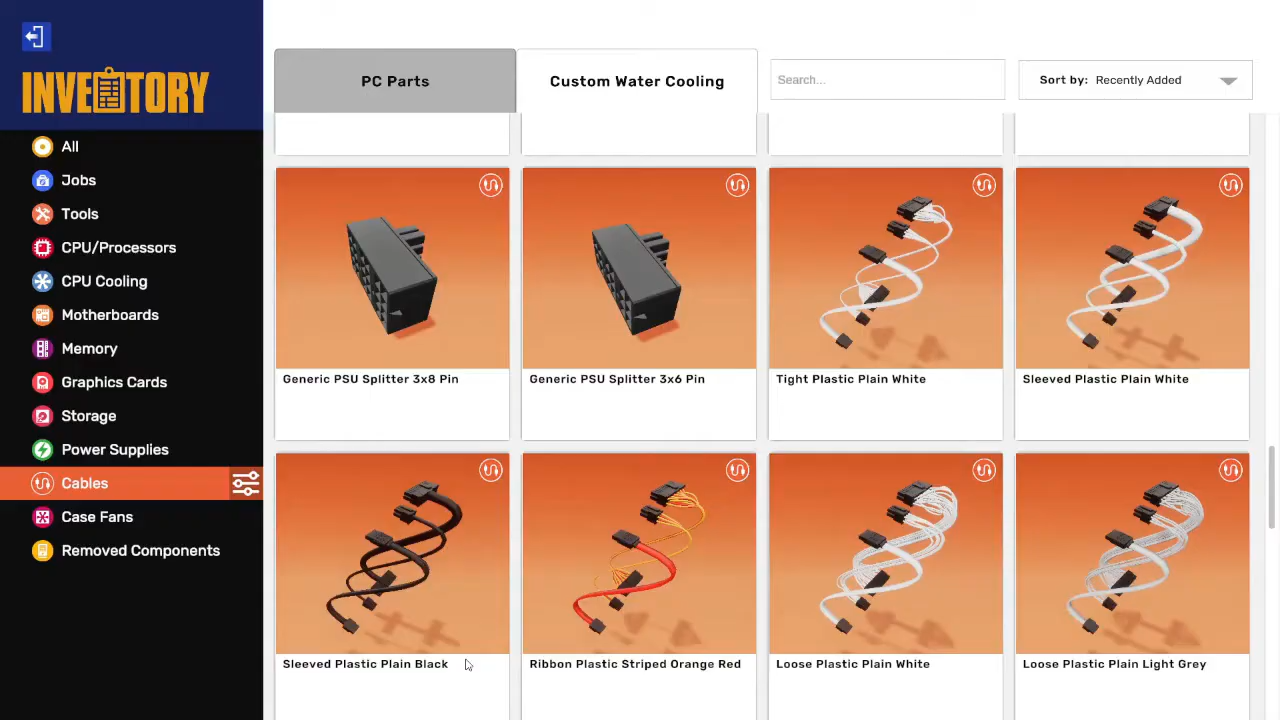 INVENTORY
All
Jobs
Tools
CPU/Processors
CPU Cooling
Motherboards
Memory
Graphics Cards
Storage
Power Supplies
Cables
Case Fans
Removed Components
PC Parts
Custom Water Cooling
Search...
Sort by: Recently Added
Generic PSU Splitter 3x8 Pin
Generic PSU Splitter 3x6 Pin
Tight Plastic Plain White
Sleeved Plastic Plain White
Sleeved Plastic Plain Black
Ribbon Plastic Striped Orange Red
Loose Plastic Plain White
Loose Plastic Plain Light Grey